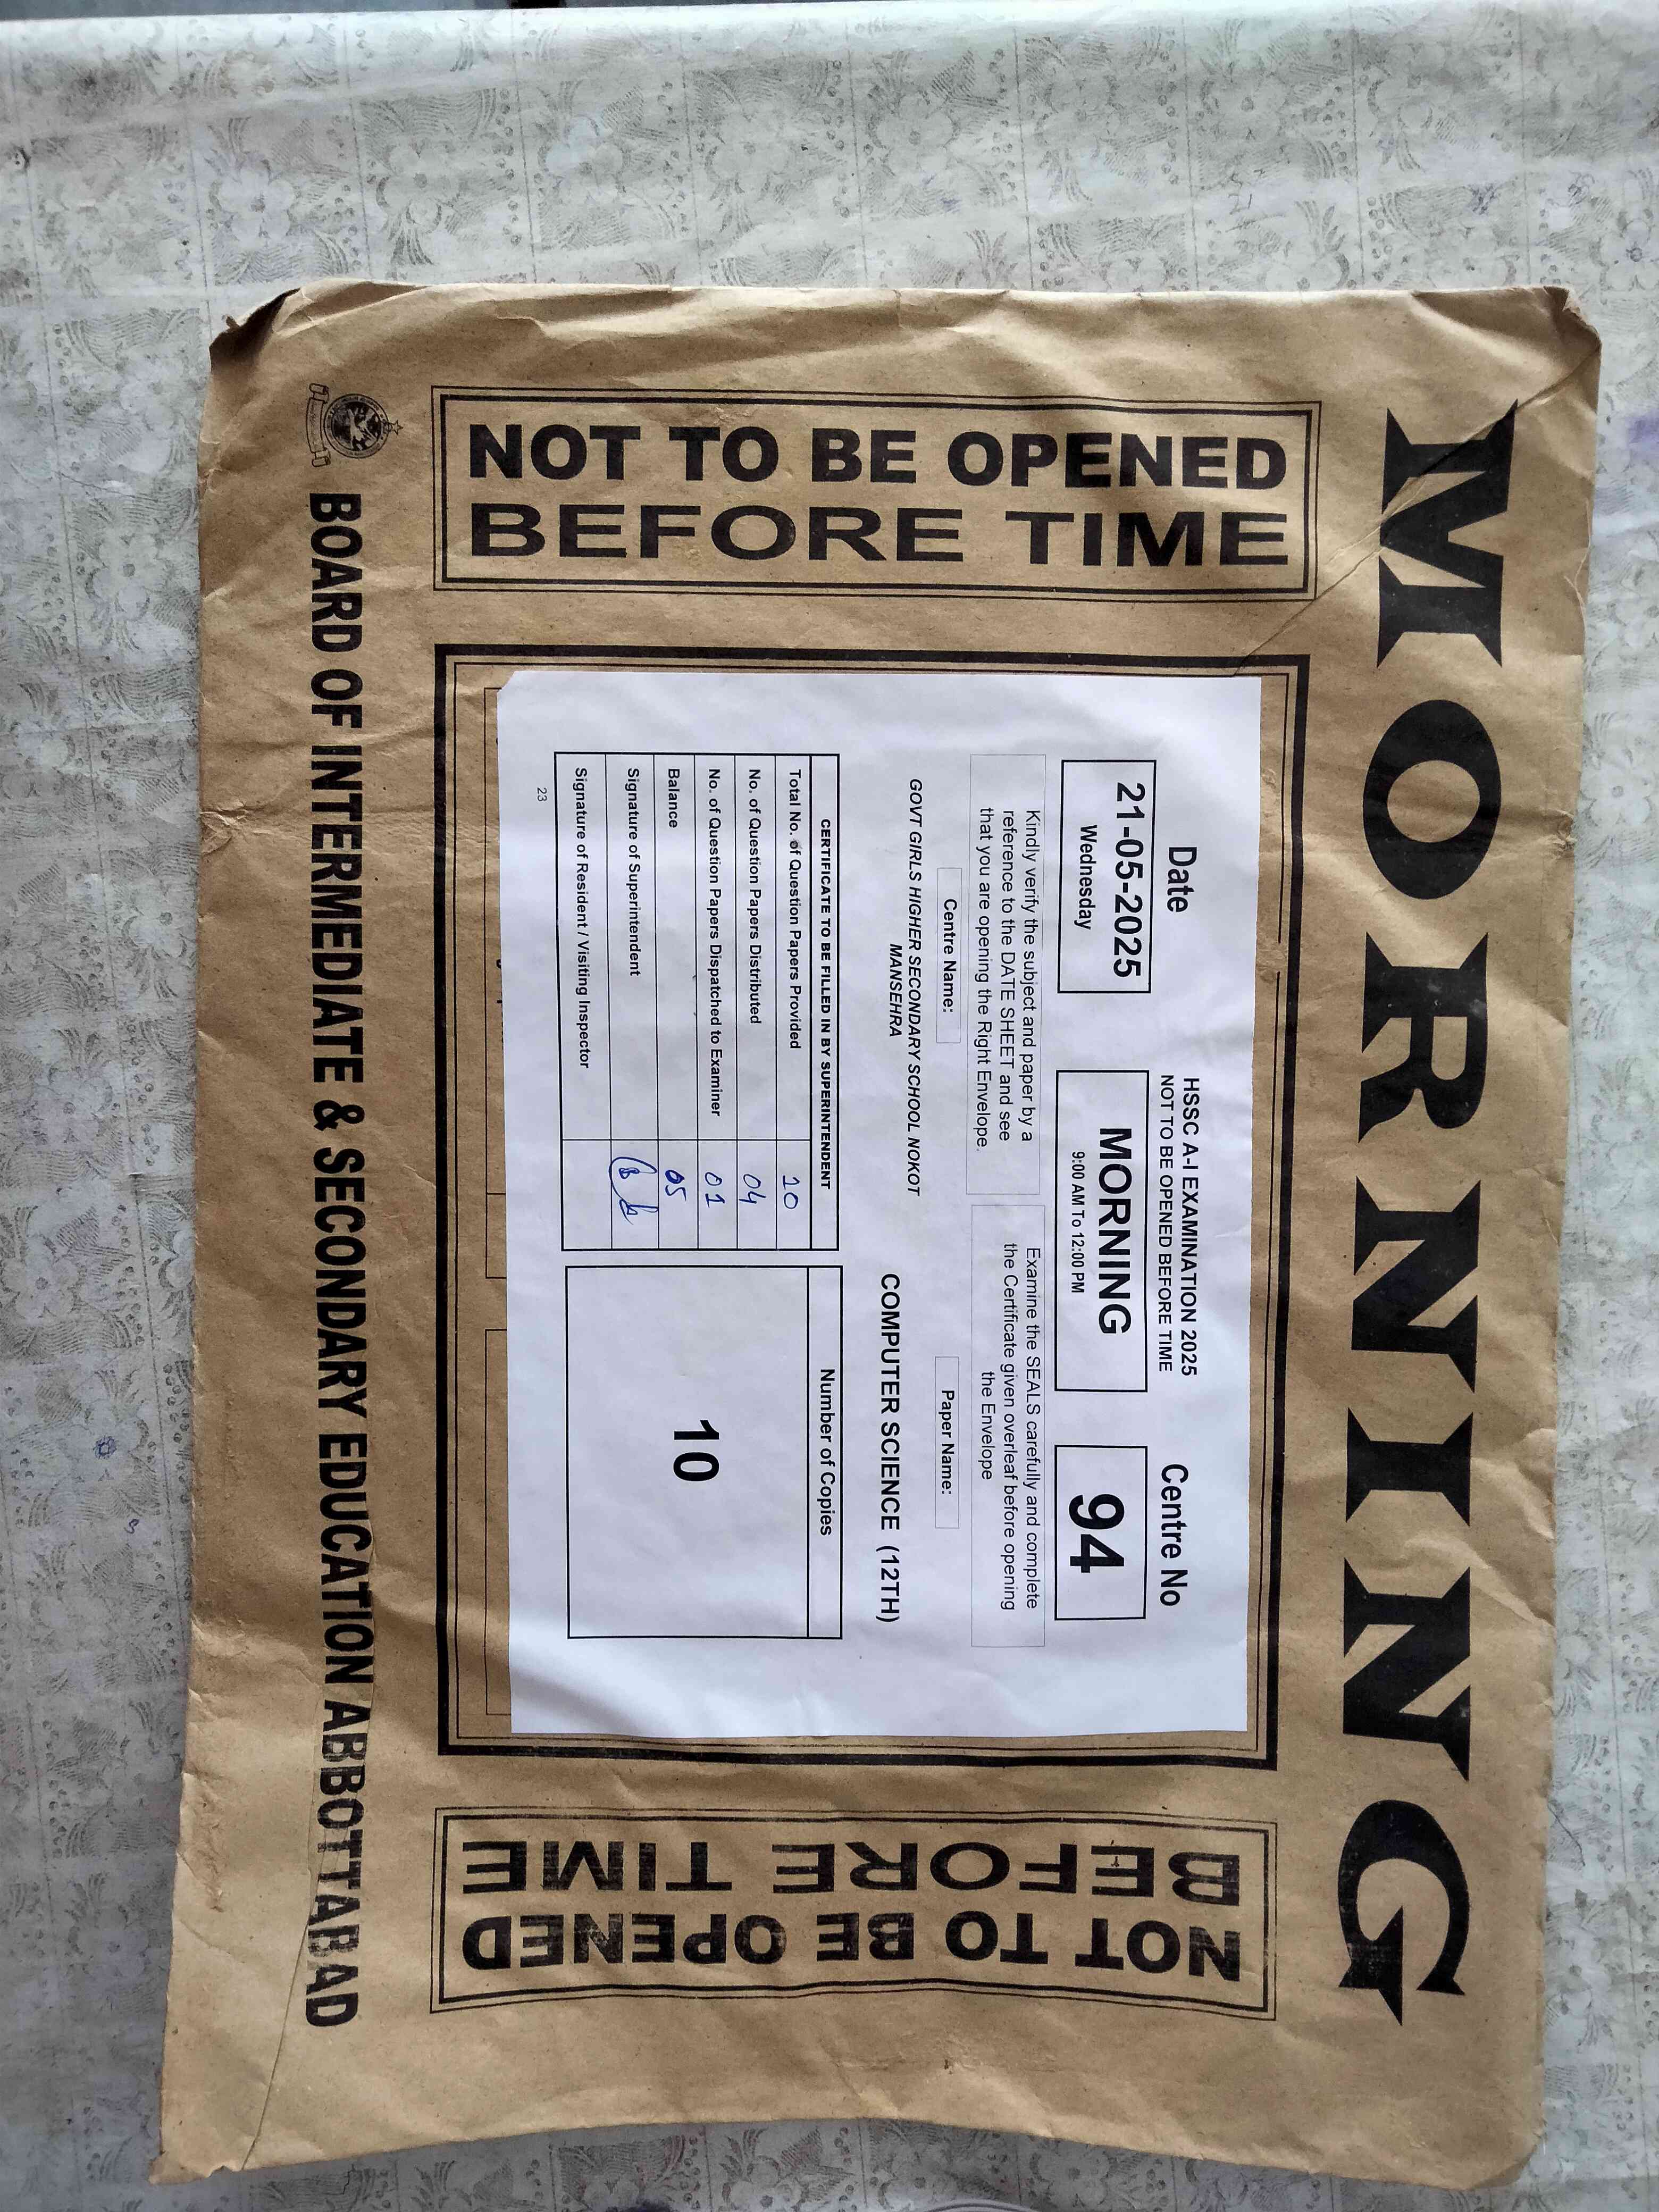 MORNING
NOT TO BE OPENED
BEFORE TIME
Date
21-05-2025
Wednesday
HSSC A-I EXAMINATION 2025
NOT TO BE OPENED BEFORE TIME
MORNING
9:00 AM To 12:00 PM
Centre No
94
Kindly verify the subject and paper by a
reference to the DATE SHEET and see
that you are opening the Right Envelope.
Examine the SEALS carefully and complete
the Certificate given overleaf before opening
the Envelope
Centre Name:
GOVT GIRLS HIGHER SECONDARY SCHOOL NOKOT
MANSEHRA
Paper Name:
COMPUTER SCIENCE (12TH)
CERTIFICATE TO BE FILLED IN BY SUPERINTENDENT
Total No. of Question Papers Provided 10
No. of Question Papers Distributed 04
No. of Question Papers Dispatched to Examiner 01
Balance 05
Signature of Superintendent
Signature of Resident / Visiting Inspector
Number of Copies
10
23
NOT TO BE OPENED
BEFORE TIME
BOARD OF INTERMEDIATE & SECONDARY EDUCATION ABBOTTABAD